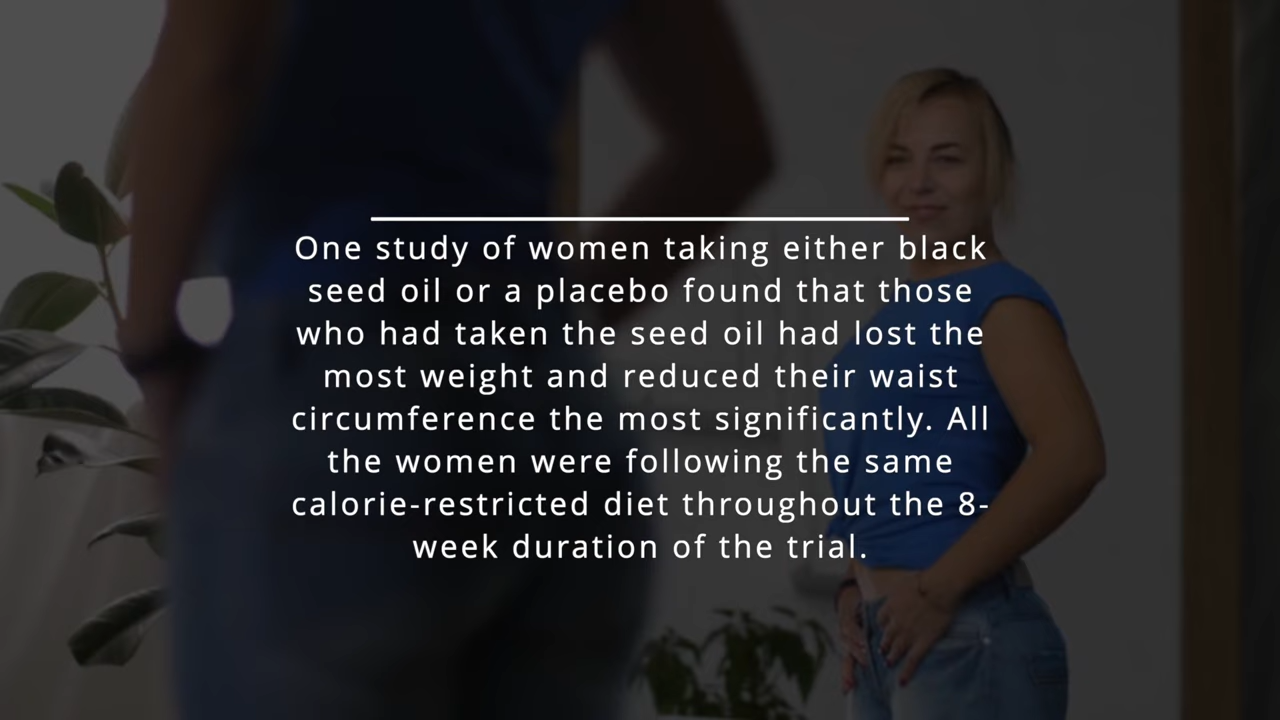 One study of women taking either black
seed oil or a placebo found that those
who had taken the seed oil had lost the
most weight and reduced their waist
circumference the most significantly. All
the women were following the same
calorie-restricted diet throughout the 8-
week duration of the trial.